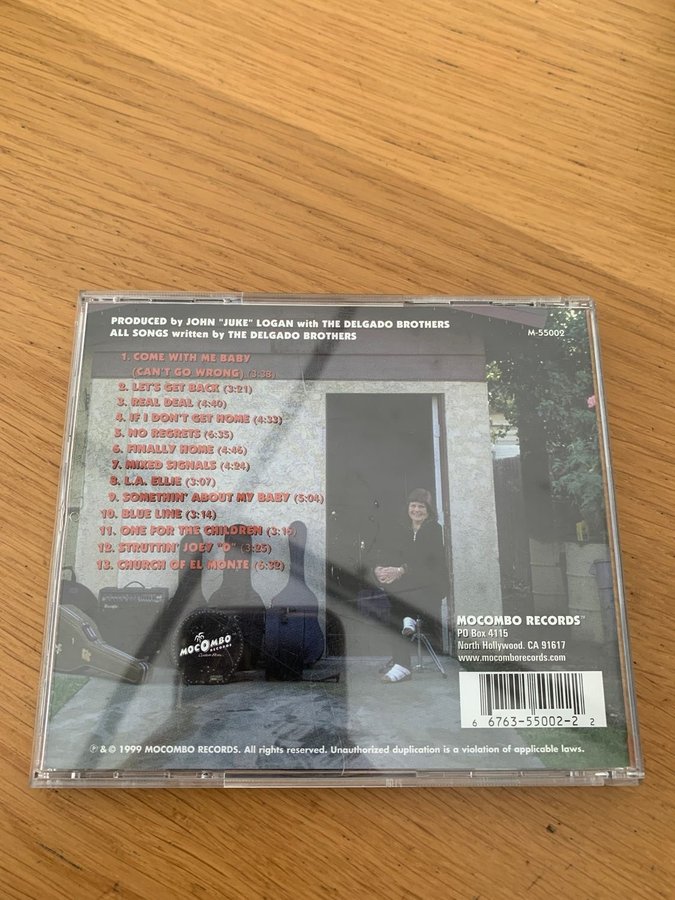 PRODUCED by JOHN "JUKE" LOGAN with THE DELGADO BROTHERS
ALL SONGS written by THE DELGADO BROTHERS
M-55002
1. COME WITH ME BABY
(CAN'T GO WRONG) (3:38)
2. LET'S GET BACK (3:21)
3. REAL DEAL (4:40)
4. IF I DON'T GET HOME (4:33)
5. NO REGRETS (6:35)
6. FINALLY HOME (4:46)
7. MIXED SIGNALS (4:24)
8. L.A. ELLIE (3:07)
9. SOMETHIN' ABOUT MY BABY (5:04)
10. BLUE LINE (3:14)
11. ONE FOR THE CHILDREN
12. STRUTTIN' JOEY "D" (3:25)
13. CHURCH OF EL MONTE (6:32)
MOCOMBO
RECORDS
MOCOMBO RECORDS™
PO Box 4115
North Hollywood. CA 91617
www.mocomborecords.com
6 6763-55002-2 2
℗ & © 1999 MOCOMBO RECORDS. All rights reserved. Unauthorized duplication is a violation of applicable laws.